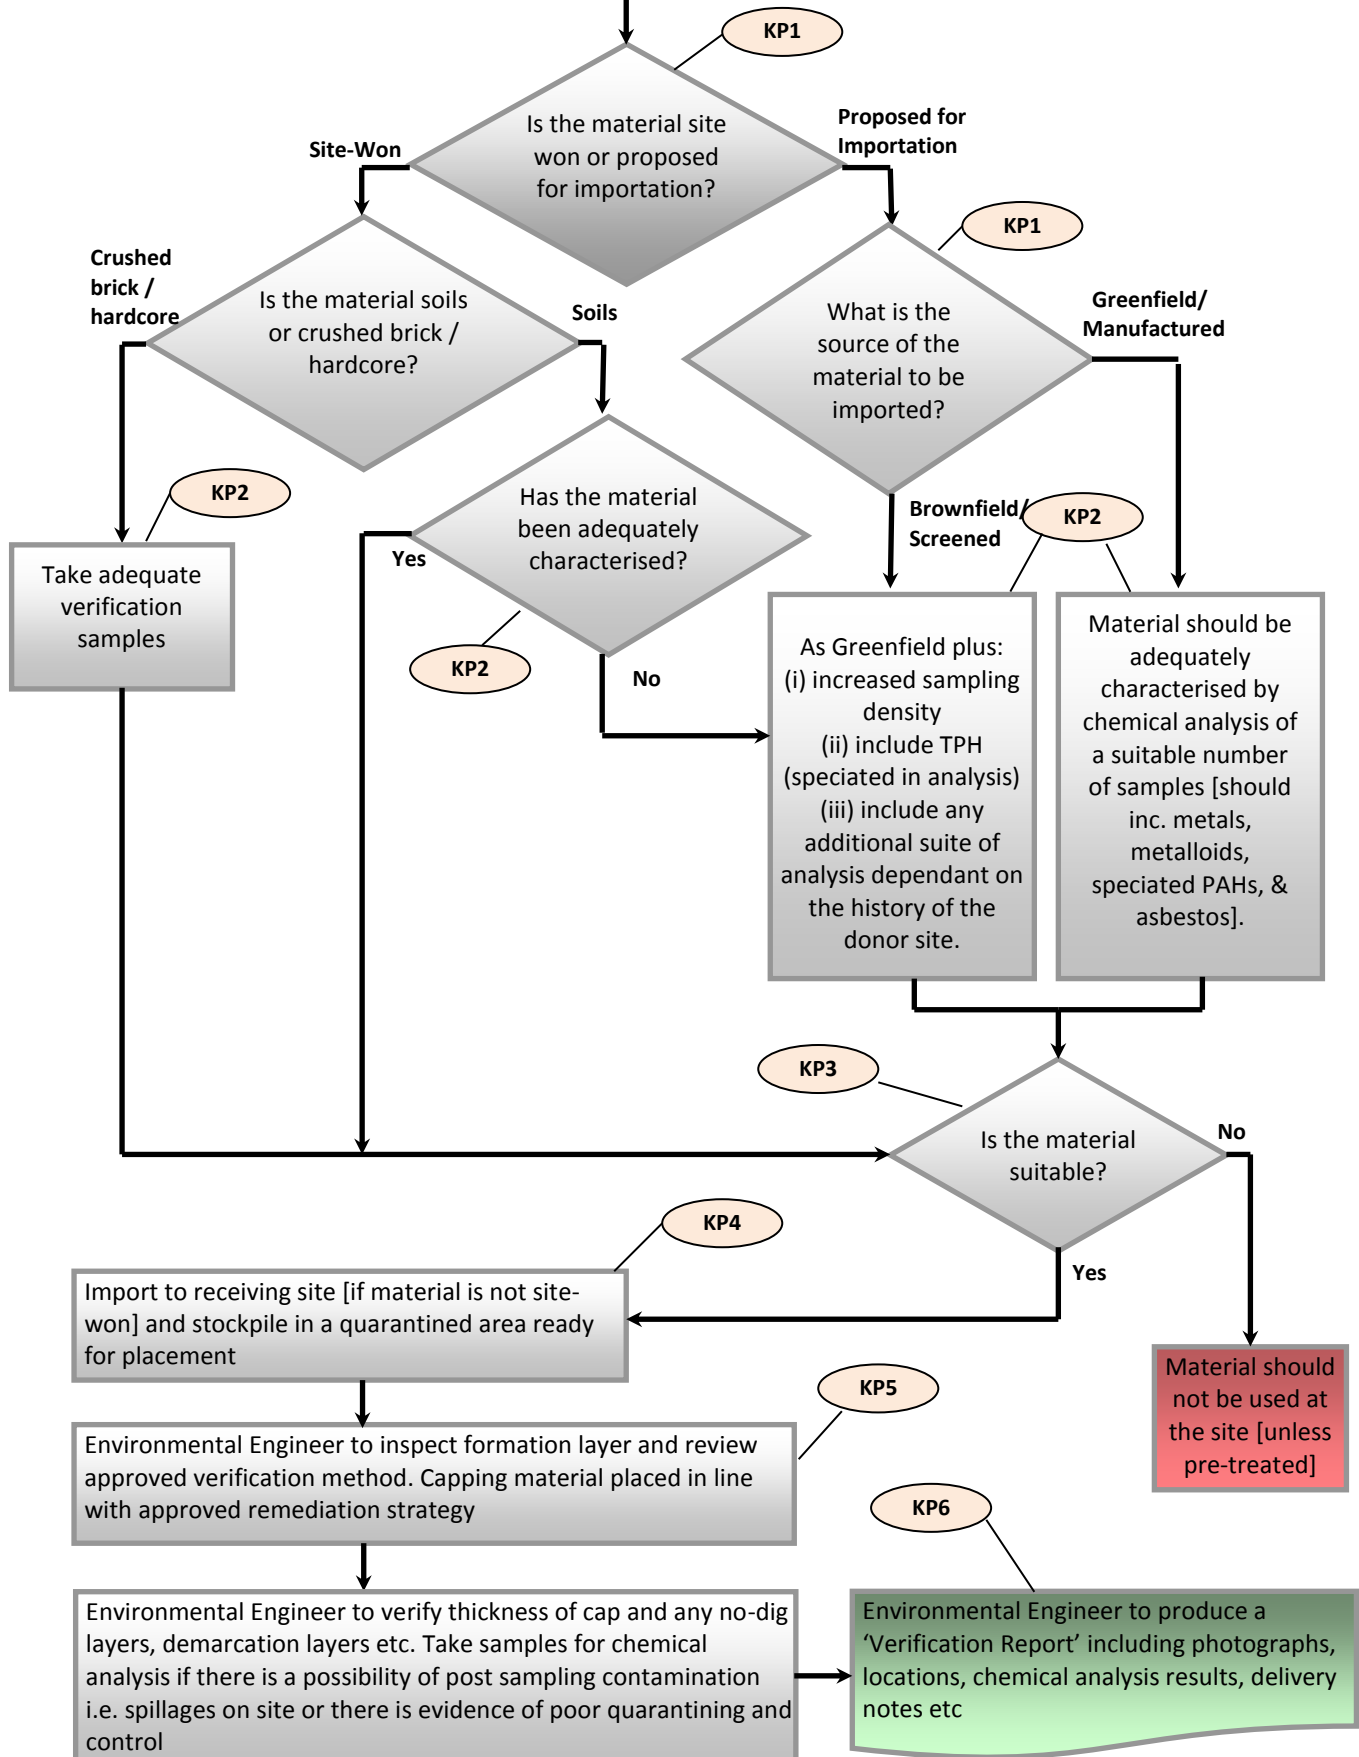 KP1
Is the material site
won or proposed
for importation?
Site-Won
Proposed for
Importation
KP1
Crushed
brick /
hardcore
Is the material soils
or crushed brick /
hardcore?
Soils
What is the
source of the
material to be
imported?
Greenfield/
Manufactured
KP2
Has the material
been adequately
characterised?
Yes
Brownfield/
Screened
KP2
Take adequate
verification
samples
KP2
No
As Greenfield plus:
(i) increased sampling
density
(ii) include TPH
(speciated in analysis)
(iii) include any
additional suite of
analysis dependant on
the history of the
donor site.
Material should be
adequately
characterised by
chemical analysis of
a suitable number
of samples [should
inc. metals,
metalloids,
speciated PAHs, &
asbestos].
KP3
Is the material
suitable?
No
Yes
KP4
Import to receiving site [if material is not site-
won] and stockpile in a quarantined area ready
for placement
Material should
not be used at
the site [unless
pre-treated]
KP5
Environmental Engineer to inspect formation layer and review
approved verification method. Capping material placed in line
with approved remediation strategy
KP6
Environmental Engineer to verify thickness of cap and any no-dig
layers, demarcation layers etc. Take samples for chemical
analysis if there is a possibility of post sampling contamination
i.e. spillages on site or there is evidence of poor quarantining and
control
Environmental Engineer to produce a
‘Verification Report’ including photographs,
locations, chemical analysis results, delivery
notes etc